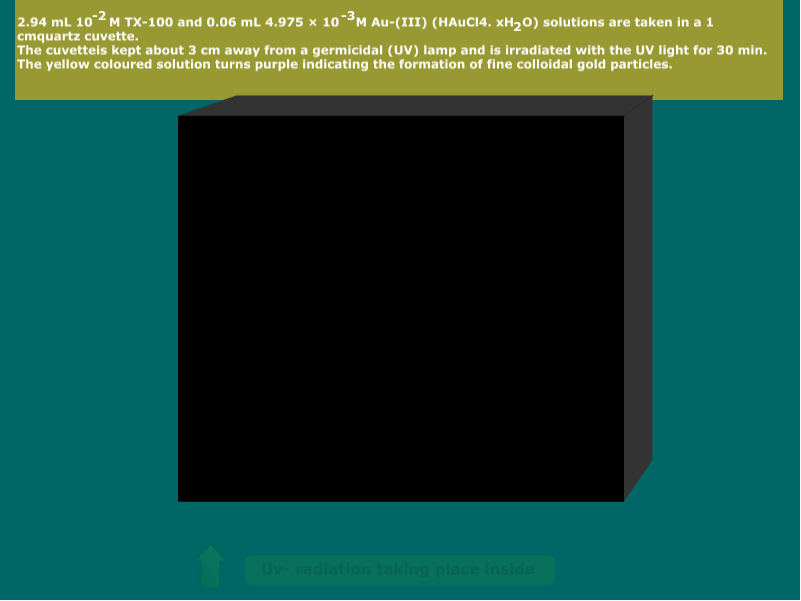 2.94 mL 10⁻² M TX-100 and 0.06 mL 4.975 × 10⁻³M Au-(III) (HAuCl4. xH₂O) solutions are taken in a 1
cmquartz cuvette.
The cuvetteis kept about 3 cm away from a germicidal (UV) lamp and is irradiated with the UV light for 30 min.
The yellow coloured solution turns purple indicating the formation of fine colloidal gold particles.
Uv- radiation taking place inside